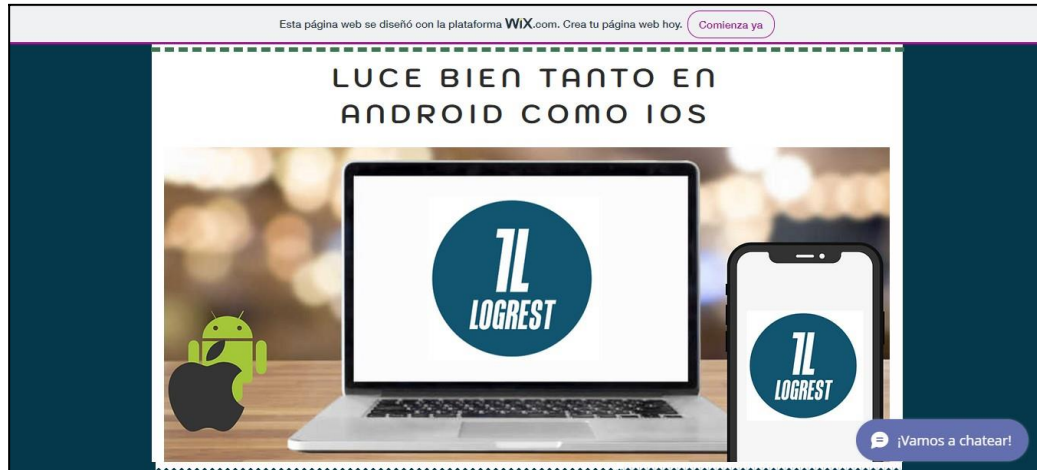 Esta página web se diseñó con la plataforma WiX.com. Crea tu página web hoy. Comienza ya
LUCE BIEN TANTO EN
ANDROID COMO IOS
1L
LOGREST
1L
LOGREST
¡Vamos a chatear!